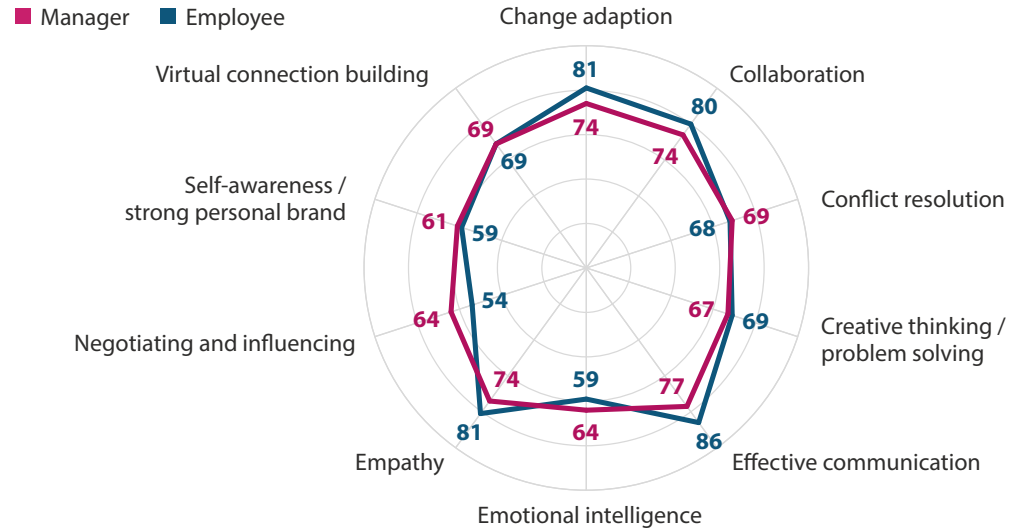 Manager
Employee
Change adaption
Virtual connection building
Collaboration
81
80
69
74
74
69
Self-awareness /
strong personal brand
Conflict resolution
61
59
68
69
64
54
67
69
Negotiating and influencing
Creative thinking /
problem solving
74
59
77
81
64
86
Empathy
Effective communication
Emotional intelligence